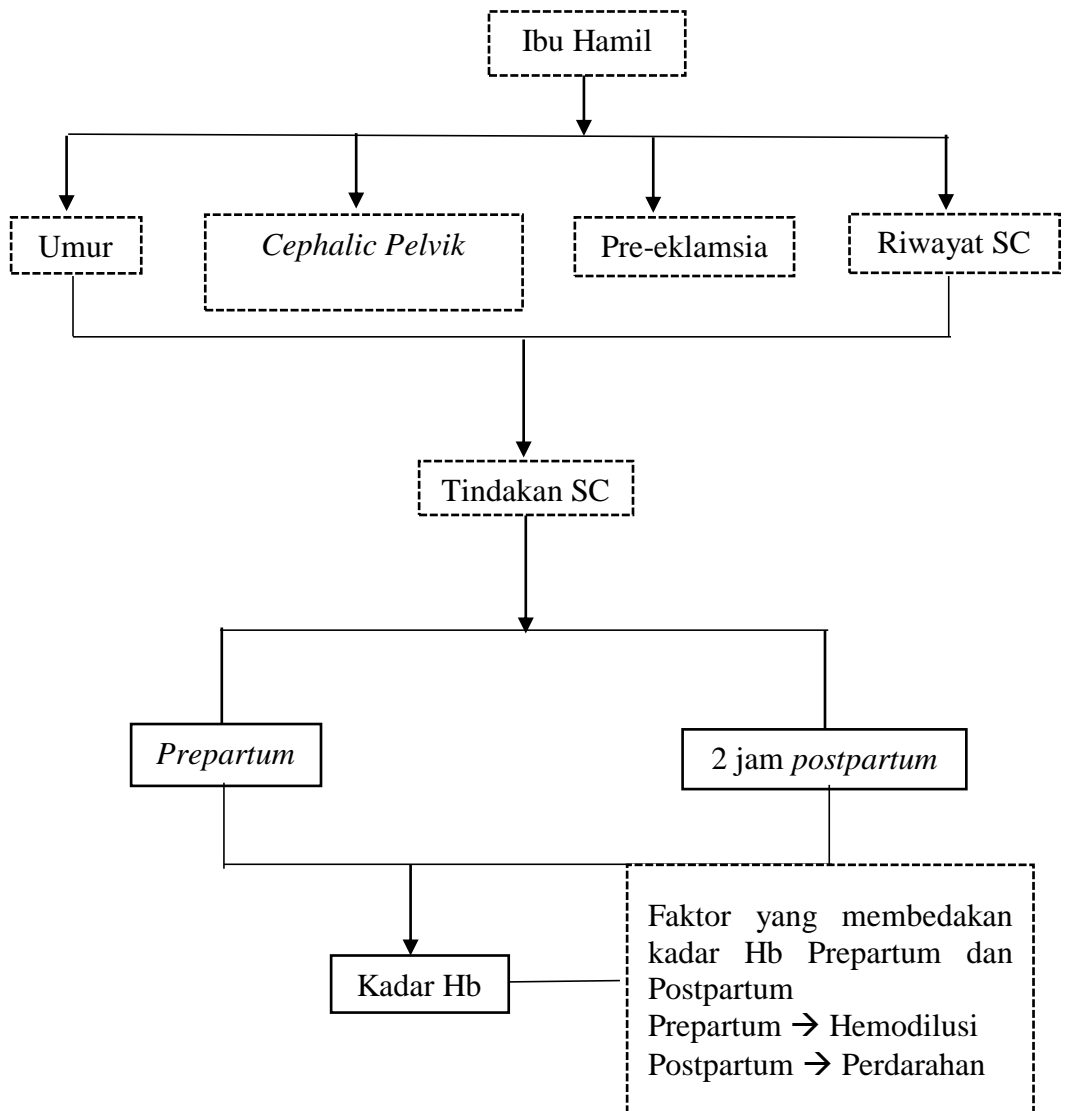 Ibu Hamil
Umur
Cephalic Pelvik
Pre-eklamsia
Riwayat SC
Tindakan SC
Prepartum
2 jam postpartum
Kadar Hb
Faktor yang membedakan
kadar Hb Prepartum dan
Postpartum
Prepartum → Hemodilusi
Postpartum → Perdarahan